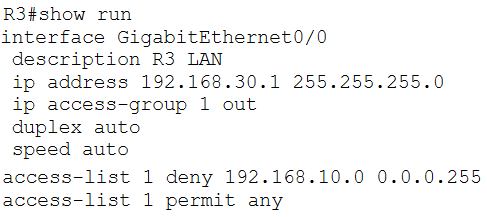 R3#show run
interface GigabitEthernet0/0
description R3 LAN
ip address 192.168.30.1 255.255.255.0
ip access-group 1 out
duplex auto
speed auto
access-list 1 deny 192.168.10.0 0.0.0.255
access-list 1 permit any